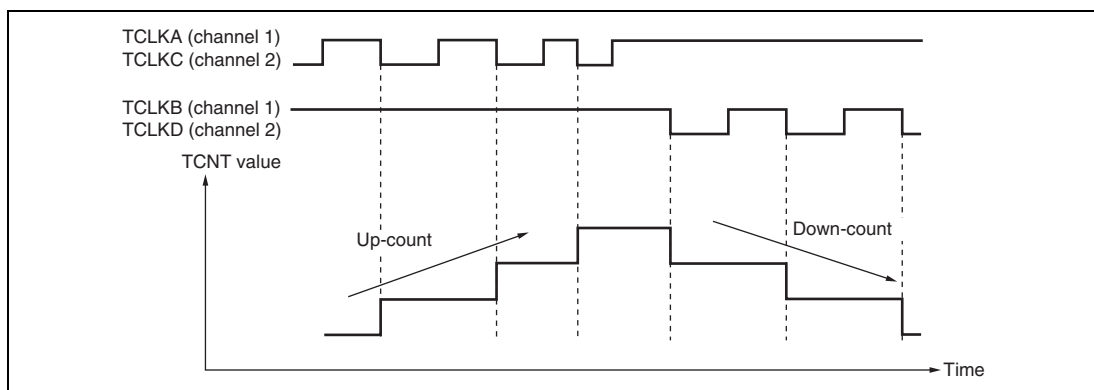 TCLKA (channel 1)
TCLKC (channel 2)
TCLKB (channel 1)
TCLKD (channel 2)
TCNT value
Up-count
Down-count
Time